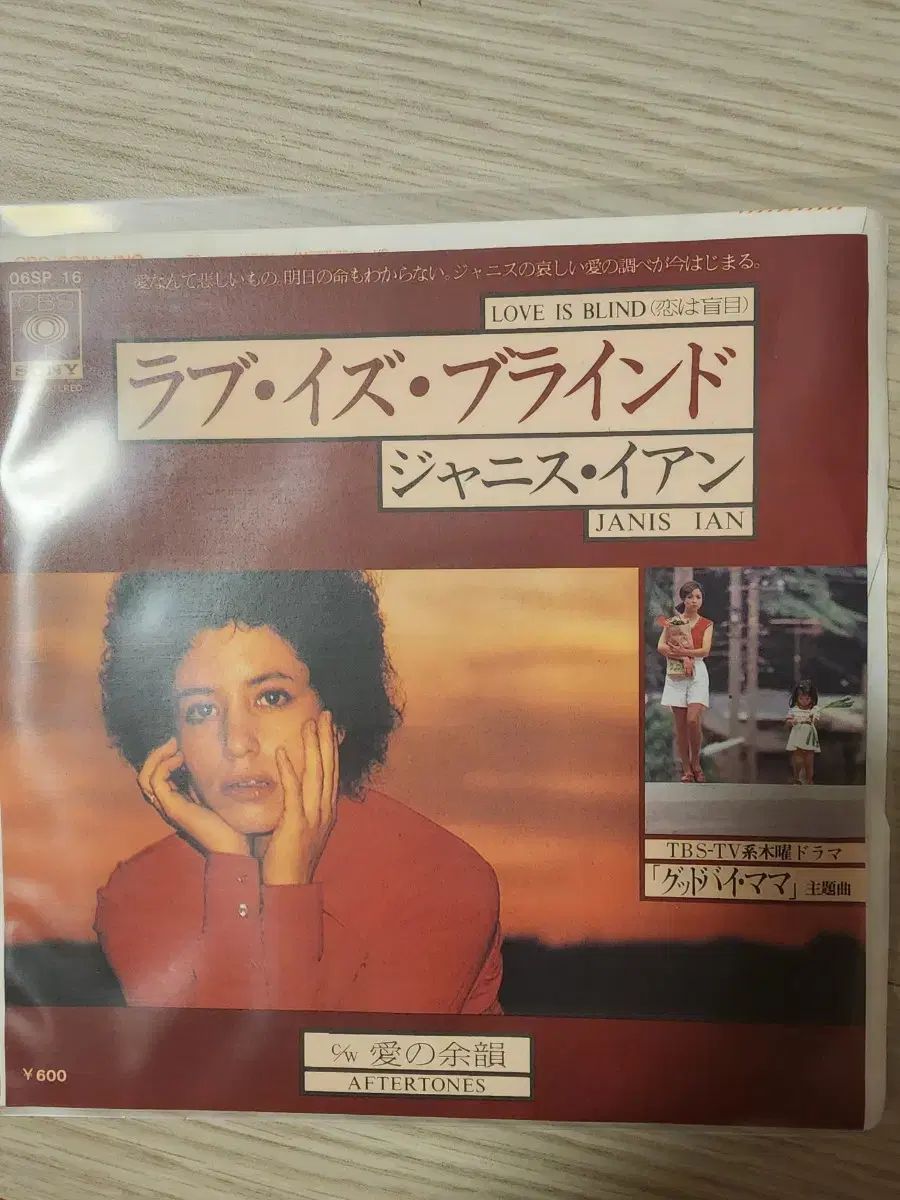 06SP 16
愛なんて悲しいもの。明日の命もわからない。ジャニスの哀しい愛の調べが今はじまる。
CBS
SONY
LOVE IS BLIND(恋は盲目)
ラブ・イズ・ブラインド
ジャニス・イアン
JANIS IAN
TBS-TV系木曜ドラマ
「グッドバイ・ママ」主題曲
c/w 愛の余韻
AFTERTONES
¥600